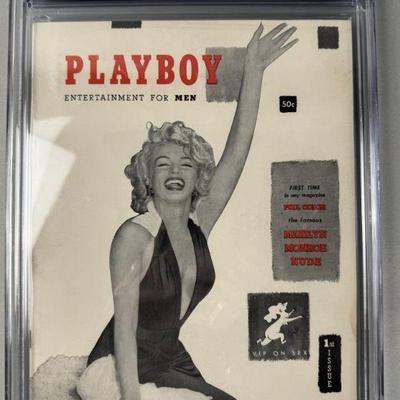 PLAYBOY
ENTERTAINMENT FOR MEN
50c
FIRST TIME
in any magazine
FULL COLOR
the famous
MARILYN
MONROE
NUDE
VIP ON SEX
1st
ISSUE